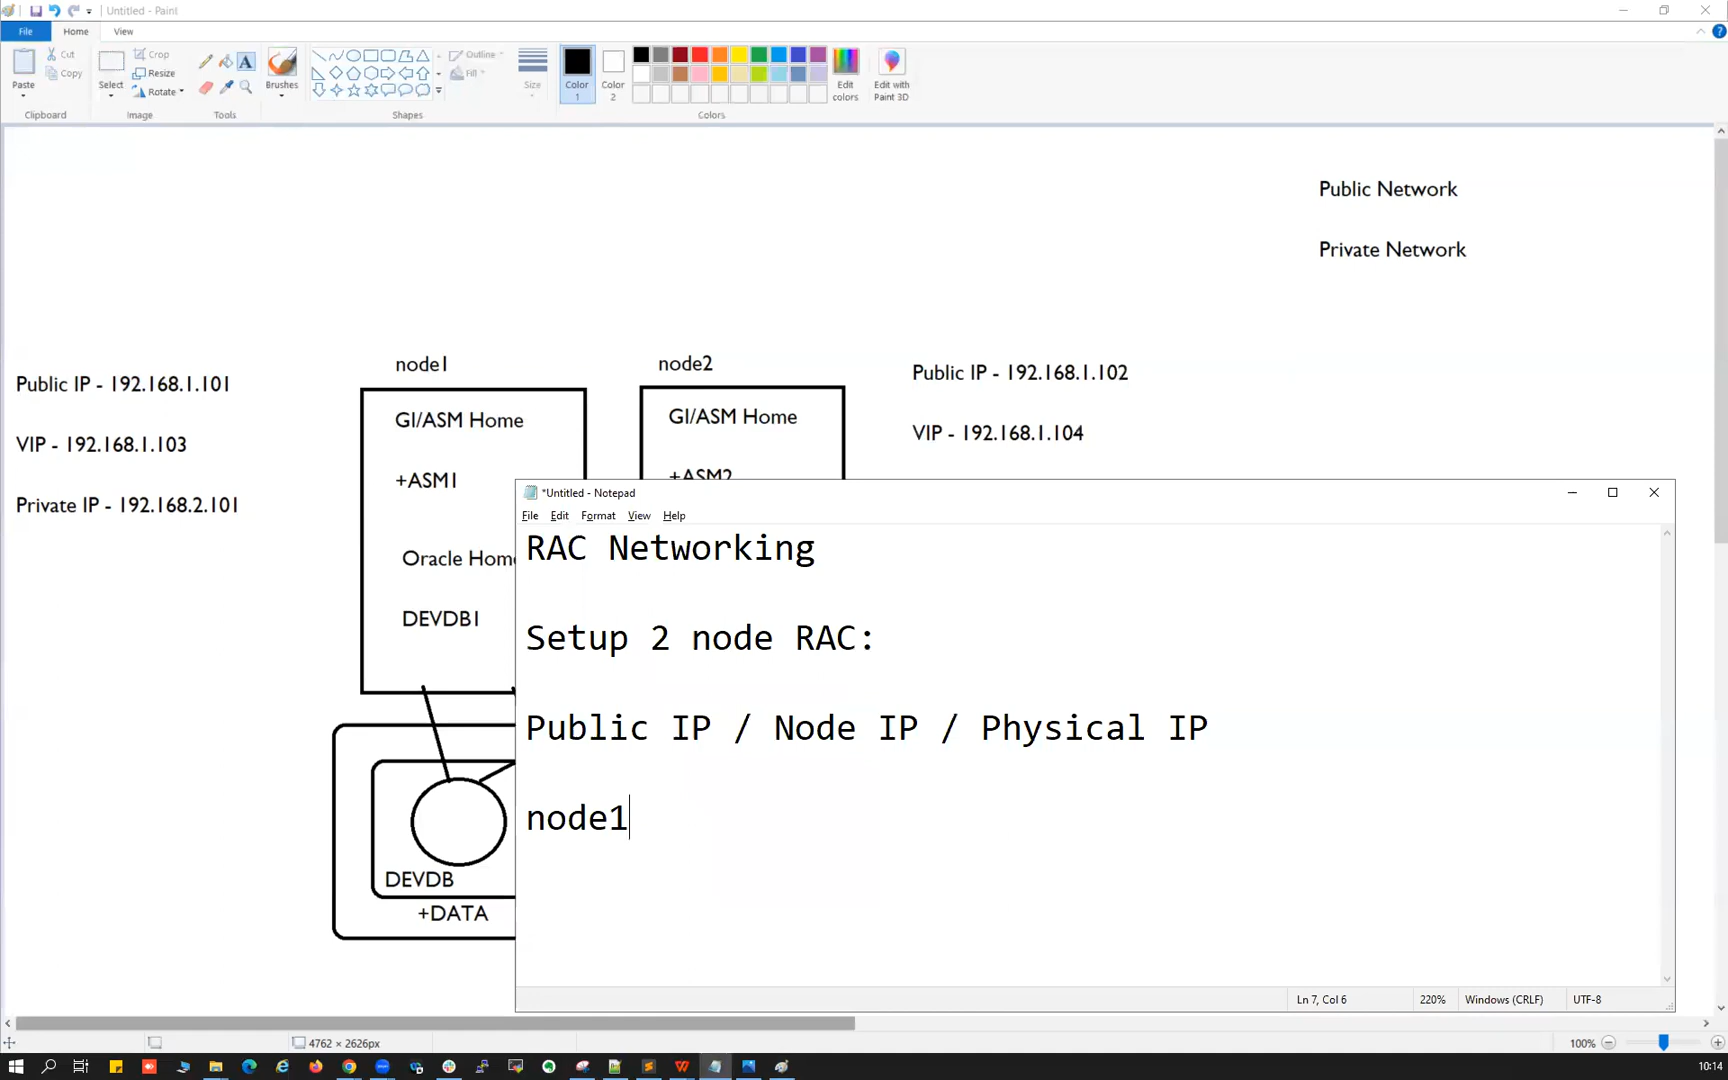 Untitled - Paint
File
Home
View
Paste
Cut
Copy
Clipboard
Select
Crop
Resize
Rotate
Image
A
Tools
Brushes
Outline
Fill
Shapes
Size
Color
1
Color
2
Edit
colors
Edit with
Paint 3D
Colors
Public Network
Private Network
node1
node2
Public IP - 192.168.1.101
VIP - 192.168.1.103
Private IP - 192.168.2.101
GI/ASM Home
+ASM1
Oracle Home
DEVDB1
GI/ASM Home
+ASM2
Public IP - 192.168.1.102
VIP - 192.168.1.104
DEVDB
+DATA
*Untitled - Notepad
File Edit Format View Help
RAC Networking
Setup 2 node RAC:
Public IP / Node IP / Physical IP
node1
Ln 7, Col 6
220%
Windows (CRLF)
UTF-8
4762 × 2626px
100%
10:14